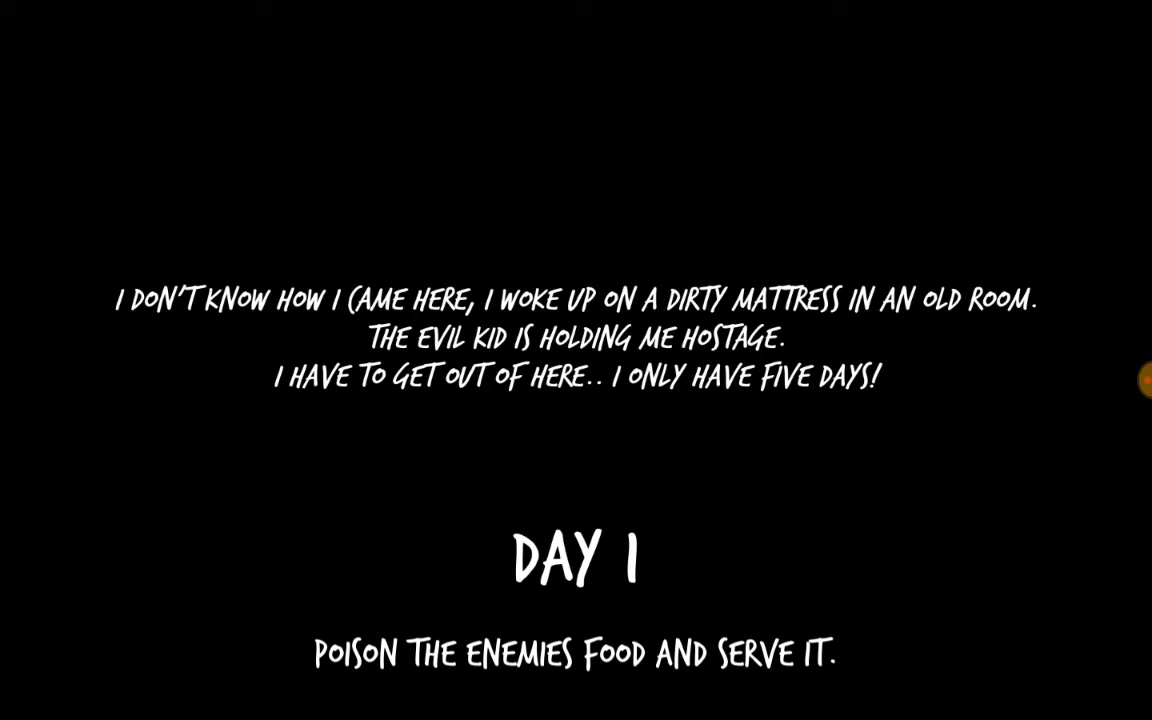 I DON'T KNOW HOW I CAME HERE, I WOKE UP ON A DIRTY MATTRESS IN AN OLD ROOM.
THE EVIL KID IS HOLDING ME HOSTAGE.
I HAVE TO GET OUT OF HERE.. I ONLY HAVE FIVE DAYS!
DAY 1
POISON THE ENEMIES FOOD AND SERVE IT.